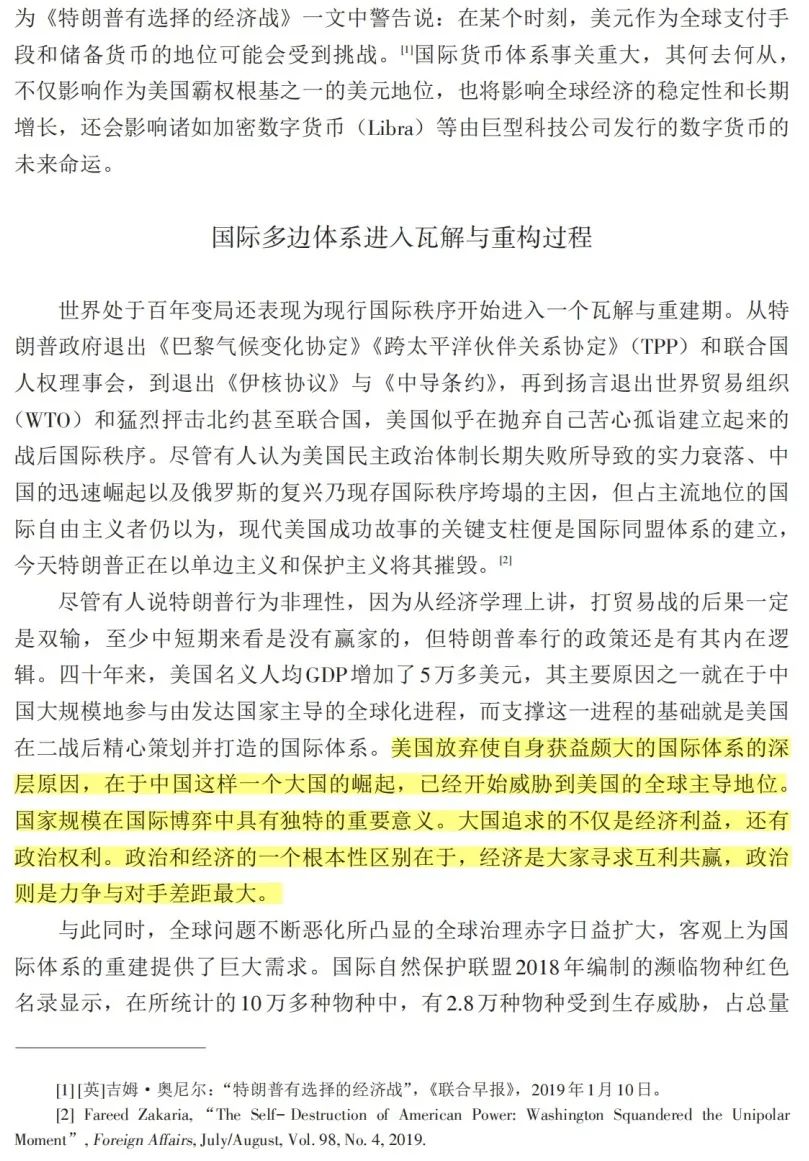 为《特朗普有选择的经济战》一文中警告说：在某个时刻，美元作为全球支付手
段和储备货币的地位可能会受到挑战。[1]国际货币体系事关重大，其何去何从，
不仅影响作为美国霸权根基之一的美元地位，也将影响全球经济的稳定性和长期
增长，还会影响诸如加密数字货币（Libra）等由巨型科技公司发行的数字货币的
未来命运。
国际多边体系进入瓦解与重构过程
世界处于百年变局还表现为现行国际秩序开始进入一个瓦解与重建期。从特
朗普政府退出《巴黎气候变化协定》《跨太平洋伙伴关系协定》（TPP）和联合国
人权理事会，到退出《伊核协议》与《中导条约》，再到扬言退出世界贸易组织
（WTO）和猛烈抨击北约甚至联合国，美国似乎在抛弃自己苦心孤诣建立起来的
战后国际秩序。尽管有人认为美国民主政治体制长期失败所导致的实力衰落、中
国的迅速崛起以及俄罗斯的复兴乃现存国际秩序垮塌的主因，但占主流地位的国
际自由主义者仍以为，现代美国成功故事的关键支柱便是国际同盟体系的建立，
今天特朗普正在以单边主义和保护主义将其摧毁。[2]
尽管有人说特朗普行为非理性，因为从经济学理上讲，打贸易战的后果一定
是双输，至少中短期来看是没有赢家的，但特朗普奉行的政策还是有其内在逻
辑。四十年来，美国名义人均GDP增加了5万多美元，其主要原因之一就在于中
国大规模地参与由发达国家主导的全球化进程，而支撑这一进程的基础就是美国
在二战后精心策划并打造的国际体系。美国放弃使自身获益颇大的国际体系的深
层原因，在于中国这样一个大国的崛起，已经开始威胁到美国的全球主导地位。
国家规模在国际博弈中具有独特的重要意义。大国追求的不仅是经济利益，还有
政治权利。政治和经济的一个根本性区别在于，经济是大家寻求互利共赢，政治
则是力争与对手差距最大。
与此同时，全球问题不断恶化所凸显的全球治理赤字日益扩大，客观上为国
际体系的重建提供了巨大需求。国际自然保护联盟2018年编制的濒临物种红色
名录显示，在所统计的10万多种物种中，有2.8万种物种受到生存威胁，占总量
[1] [英]吉姆·奥尼尔：“特朗普有选择的经济战”，《联合早报》，2019年1月10日。
[2] Fareed Zakaria, “The Self- Destruction of American Power: Washington Squandered the Unipolar
Moment”, Foreign Affairs, July/August, Vol. 98, No. 4, 2019.